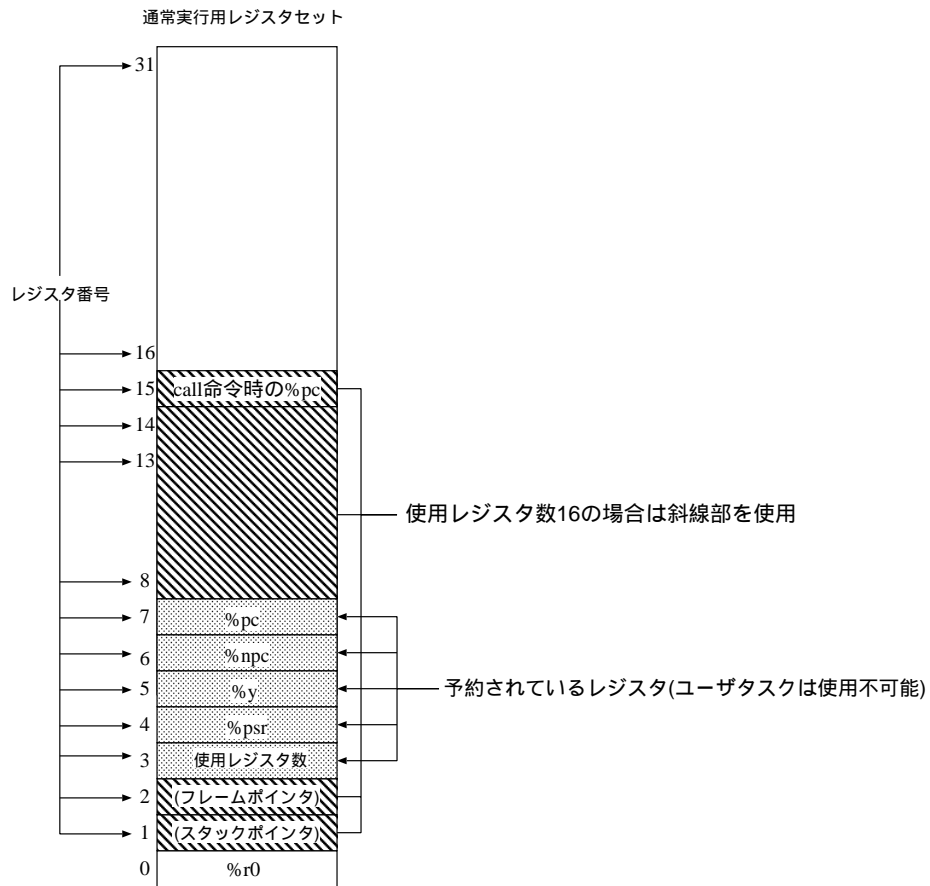 通常実行用レジスタセット
31
レジスタ番号
16
15 call命令時の%pc
14
13
使用レジスタ数16の場合は斜線部を使用
8
7 %pc
6 %npc
5 %y 予約されているレジスタ(ユーザタスクは使用不可能)
4 %psr
3 使用レジスタ数
2 (フレームポインタ)
1 (スタックポインタ)
0 %r0